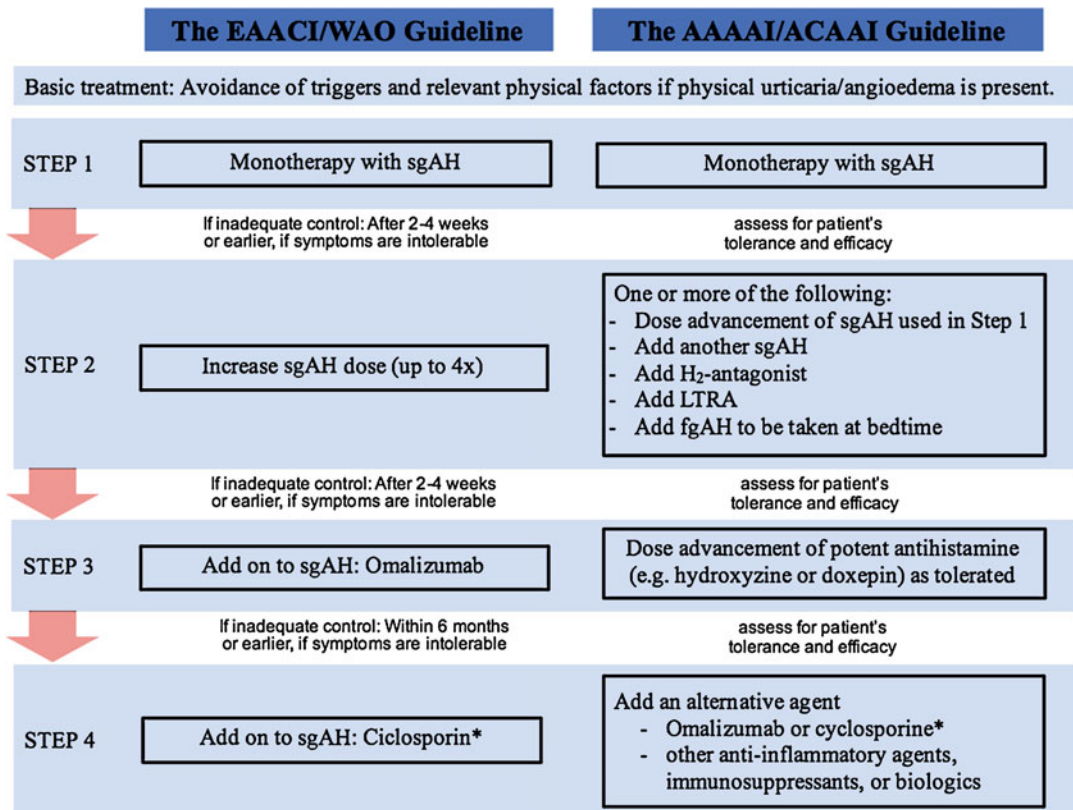 The EAACI/WAO Guideline
The AAAAI/ACAAI Guideline
Basic treatment: Avoidance of triggers and relevant physical factors if physical urticaria/angioedema is present.
STEP 1
Monotherapy with sgAH
Monotherapy with sgAH
If inadequate control: After 2-4 weeks
or earlier, if symptoms are intolerable
assess for patient's
tolerance and efficacy
STEP 2
Increase sgAH dose (up to 4x)
One or more of the following:
- Dose advancement of sgAH used in Step 1
- Add another sgAH
- Add H₂-antagonist
- Add LTRA
- Add fgAH to be taken at bedtime
If inadequate control: After 2-4 weeks
or earlier, if symptoms are intolerable
assess for patient's
tolerance and efficacy
STEP 3
Add on to sgAH: Omalizumab
Dose advancement of potent antihistamine
(e.g. hydroxyzine or doxepin) as tolerated
If inadequate control: Within 6 months
or earlier, if symptoms are intolerable
assess for patient's
tolerance and efficacy
STEP 4
Add on to sgAH: Ciclosporin*
Add an alternative agent
- Omalizumab or cyclosporine*
- other anti-inflammatory agents,
immunosuppressants, or biologics